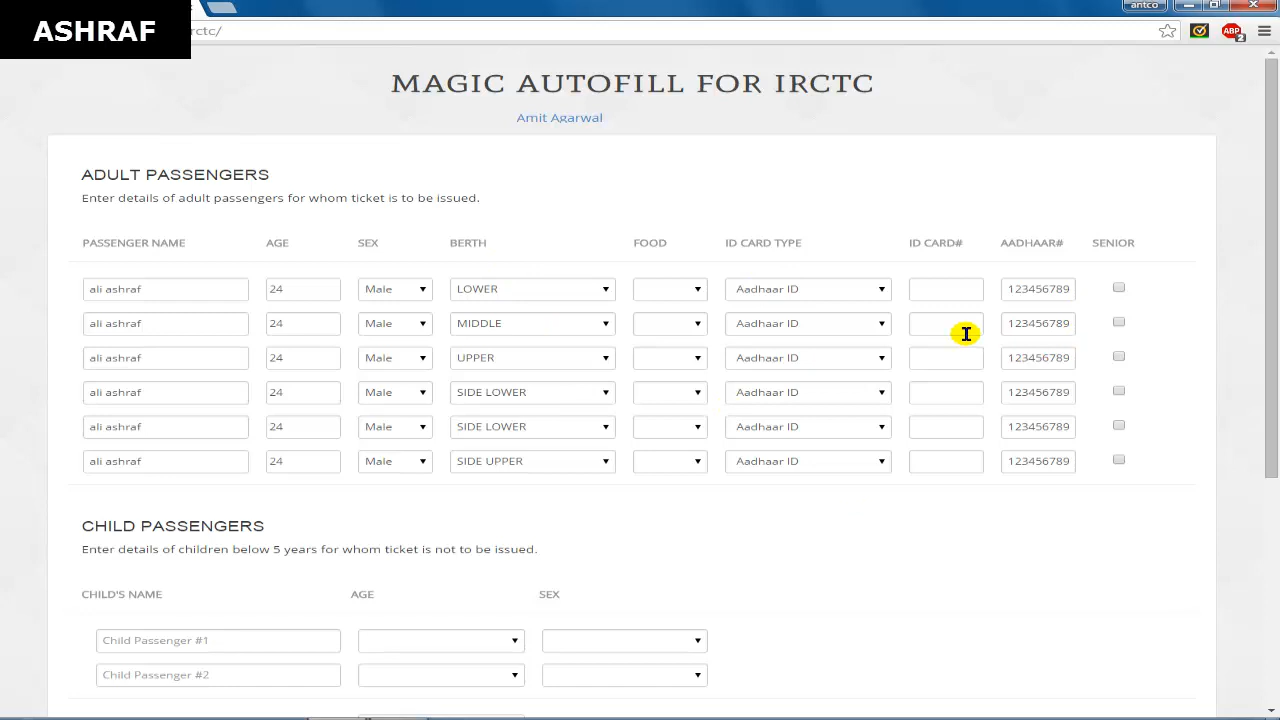 ASHRAF
antco
rctc/
ABP
2
MAGIC AUTOFILL FOR IRCTC
Amit Agarwal
ADULT PASSENGERS
Enter details of adult passengers for whom ticket is to be issued.
PASSENGER NAME AGE SEX BERTH FOOD ID CARD TYPE ID CARD# AADHAAR# SENIOR
ali ashraf 24 Male LOWER Aadhaar ID 123456789
ali ashraf 24 Male MIDDLE Aadhaar ID 123456789
ali ashraf 24 Male UPPER Aadhaar ID 123456789
ali ashraf 24 Male SIDE LOWER Aadhaar ID 123456789
ali ashraf 24 Male SIDE LOWER Aadhaar ID 123456789
ali ashraf 24 Male SIDE UPPER Aadhaar ID 123456789
CHILD PASSENGERS
Enter details of children below 5 years for whom ticket is not to be issued.
CHILD'S NAME AGE SEX
Child Passenger #1
Child Passenger #2